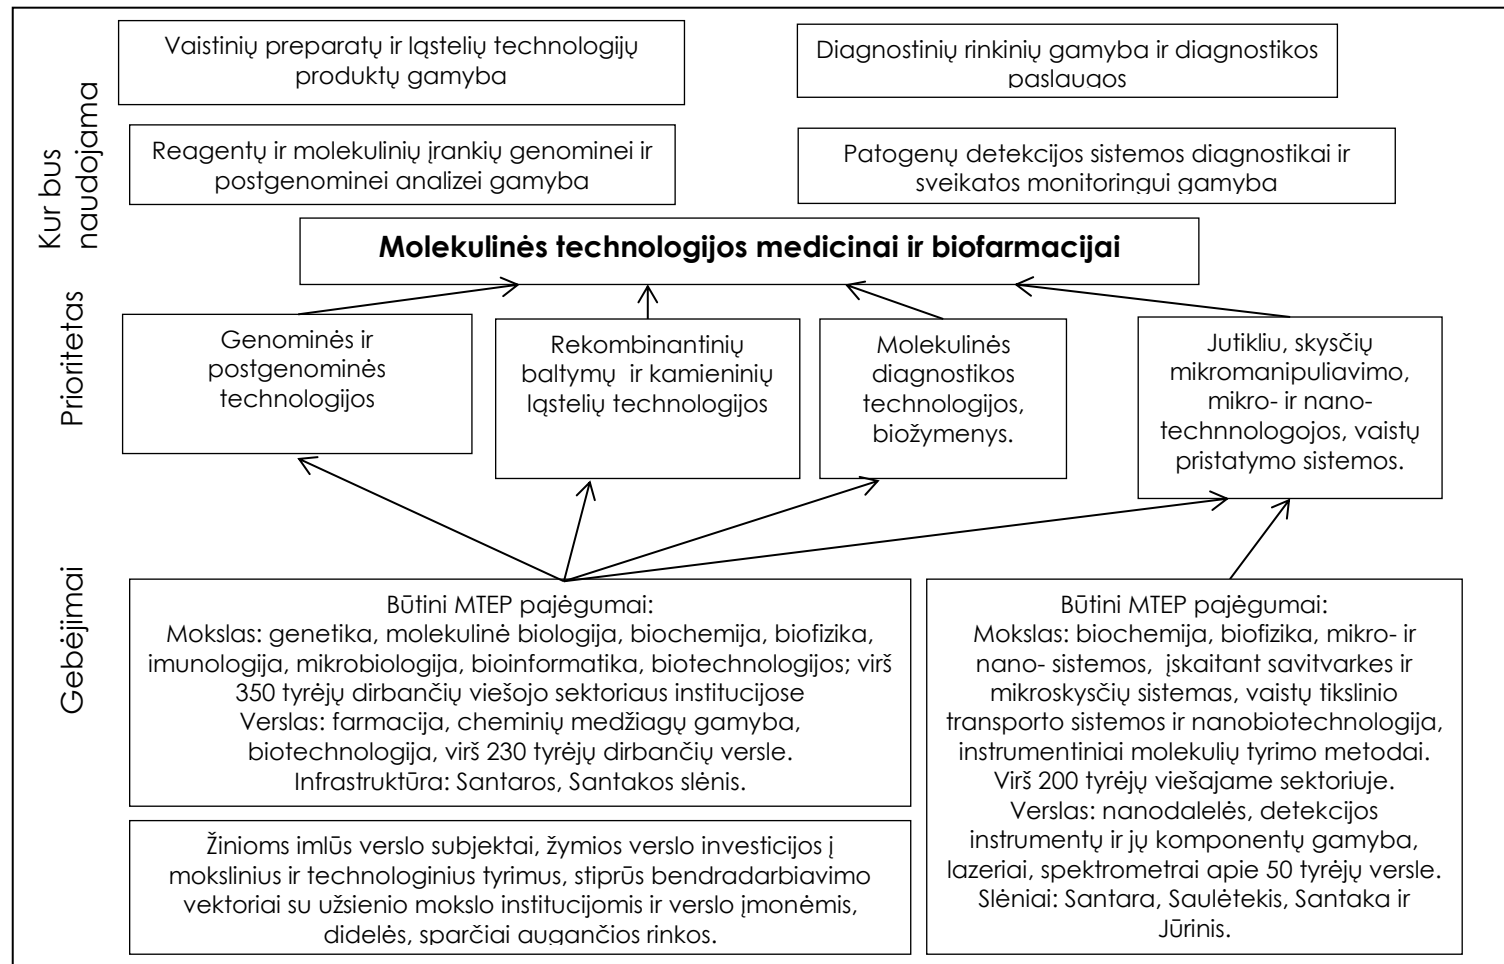 Vaistinių preparatų ir ląstelių technologijų
produktų gamyba
Diagnostinių rinkinių gamyba ir diagnostikos
paslaugos
Kur bus
naudojama
Reagentų ir molekulinių įrankių genominei ir
postgenominei analizei gamyba
Patogenų detekcijos sistemos diagnostikai ir
sveikatos monitoringui gamyba
Molekulinės technologijos medicinai ir biofarmacijai
Prioritetas
Genominės ir
postgenominės
technologijos
Rekombinantinių
baltymų ir kamieninių
ląstelių technologijos
Molekulinės
diagnostikos
technologijos,
biožymenys.
Jutikliu, skysčių
mikromanipuliavimo,
mikro- ir nano-
technnologojos, vaistų
pristatymo sistemos.
Gebėjimai
Būtini MTEP pajėgumai:
Mokslas: genetika, molekulinė biologija, biochemija, biofizika,
imunologija, mikrobiologija, bioinformatika, biotechnologijos; virš
350 tyrėjų dirbančių viešojo sektoriaus institucijose
Verslas: farmacija, cheminių medžiagų gamyba,
biotechnologija, virš 230 tyrėjų dirbančių versle.
Infrastruktūra: Santaros, Santakos slėnis.
Žinioms imlūs verslo subjektai, žymios verslo investicijos į
mokslinius ir technologinius tyrimus, stiprūs bendradarbiavimo
vektoriai su užsienio mokslo institucijomis ir verslo įmonėmis,
didelės, sparčiai augančios rinkos.
Būtini MTEP pajėgumai:
Mokslas: biochemija, biofizika, mikro- ir
nano- sistemos, įskaitant savitvarkes ir
mikroskysčių sistemas, vaistų tikslinio
transporto sistemos ir nanobiotechnologija,
instrumentiniai molekulių tyrimo metodai.
Virš 200 tyrėjų viešajame sektoriuje.
Verslas: nanodalelės, detekcijos
instrumentų ir jų komponentų gamyba,
lazeriai, spektrometrai apie 50 tyrėjų versle.
Slėniai: Santara, Saulėtekis, Santaka ir
Jūrinis.